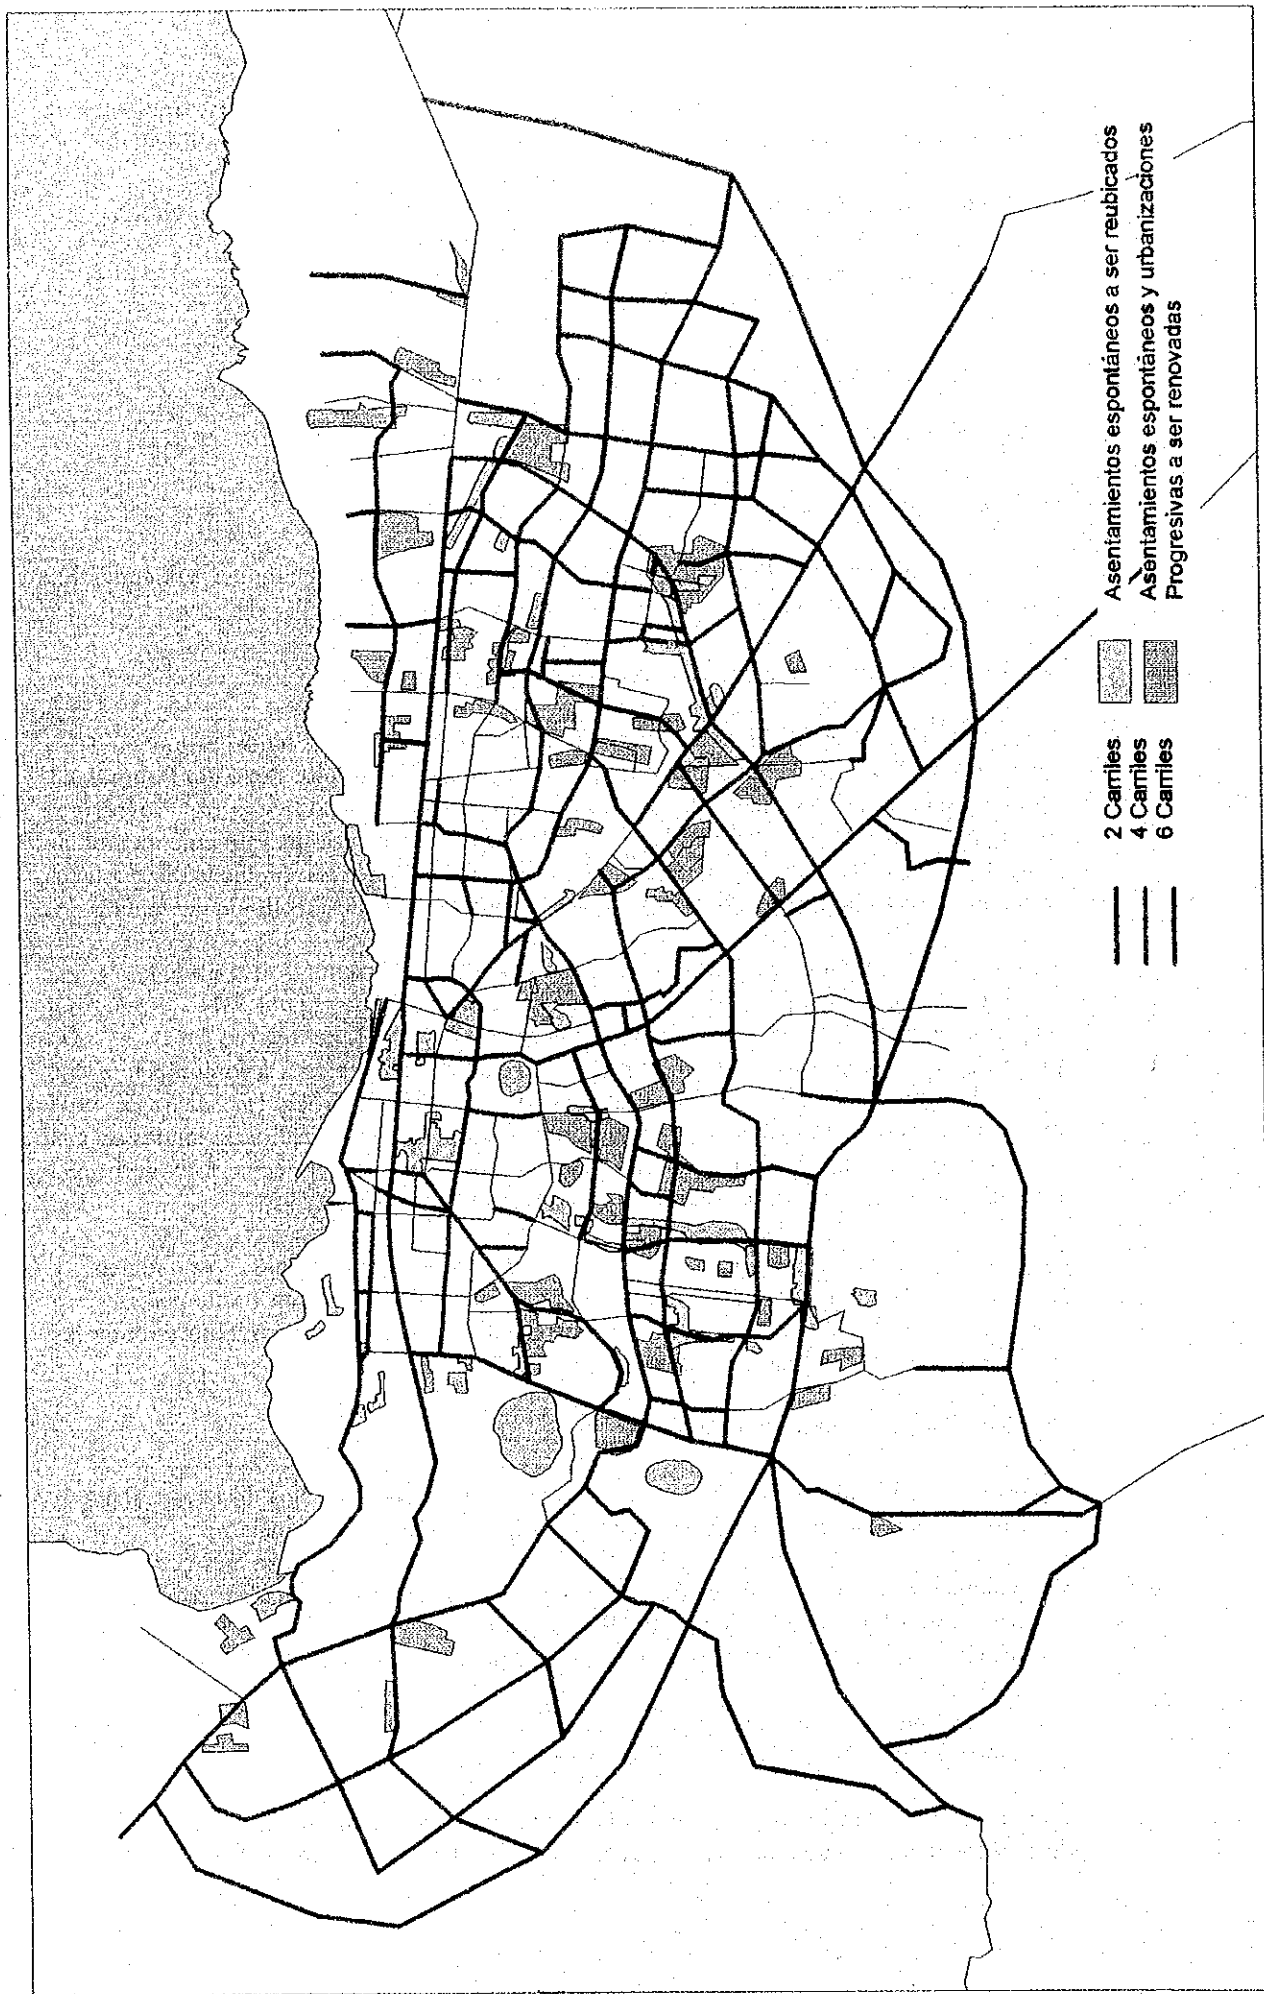 2 Carriles
4 Carriles
6 Carriles
Asentamientos espontáneos a ser reubicados
Asentamientos espontáneos y urbanizaciones
Progresivas a ser renovadas